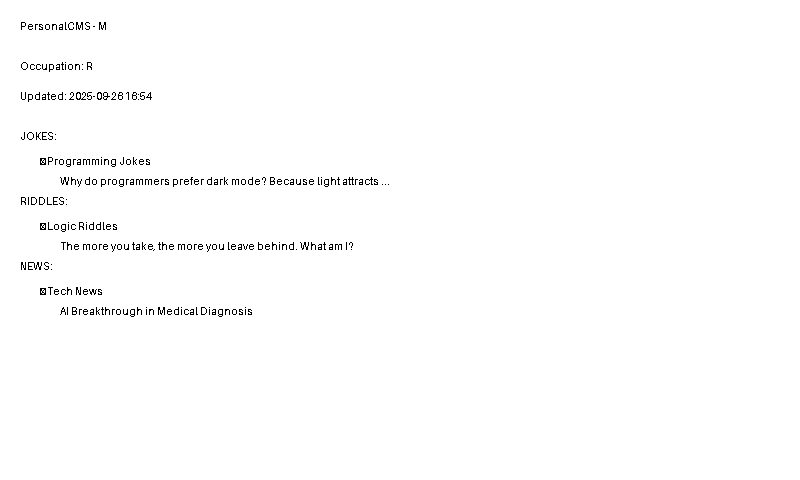 PersonalCMS - M
Occupation: R
Updated: 2025-09-26 16:54
JOKES:
Programming Jokes
Why do programmers prefer dark mode? Because light attracts ...
RIDDLES:
Logic Riddles
The more you take, the more you leave behind. What am I?
NEWS:
Tech News
AI Breakthrough in Medical Diagnosis